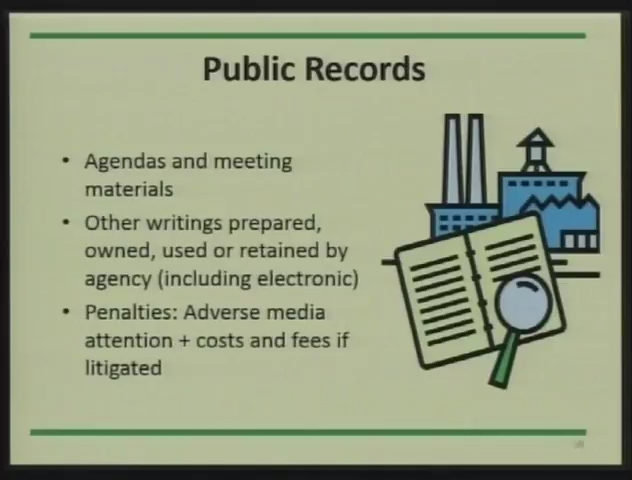 Public Records
• Agendas and meeting
materials
• Other writings prepared,
owned, used or retained by
agency (including electronic)
• Penalties: Adverse media
attention + costs and fees if
litigated